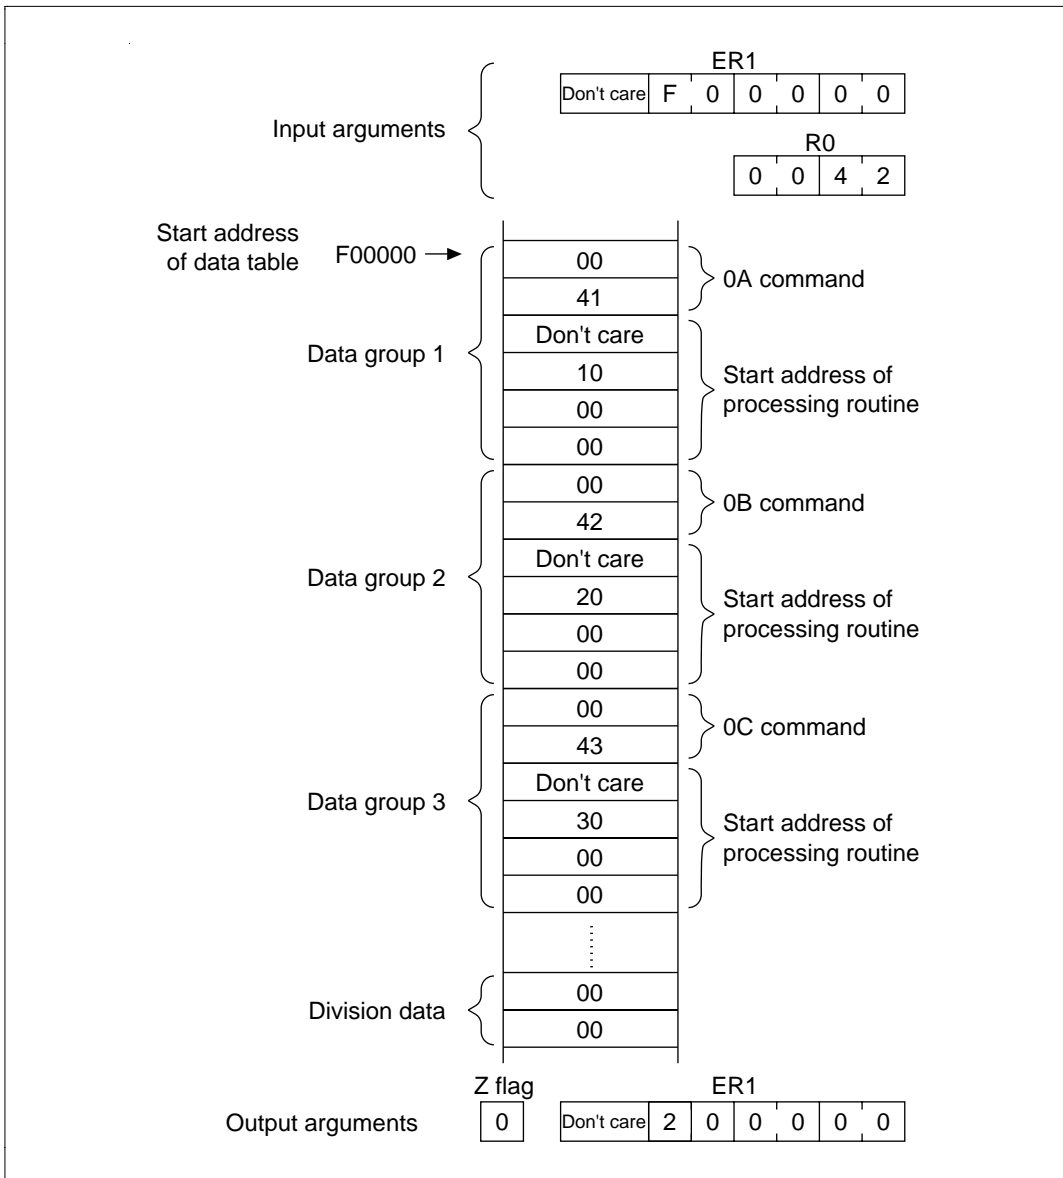 ER1
Don't care F 0 0 0 0 0
Input arguments
R0
0 0 4 2
Start address
of data table
F00000
00
0A command
41
Don't care
Data group 1
10
Start address of
processing routine
00
00
00
0B command
42
Don't care
Data group 2
20
Start address of
processing routine
00
00
00
0C command
43
Don't care
Data group 3
30
Start address of
processing routine
00
00
00
Division data
00
Z flag
ER1
Output arguments
0
Don't care 2 0 0 0 0 0